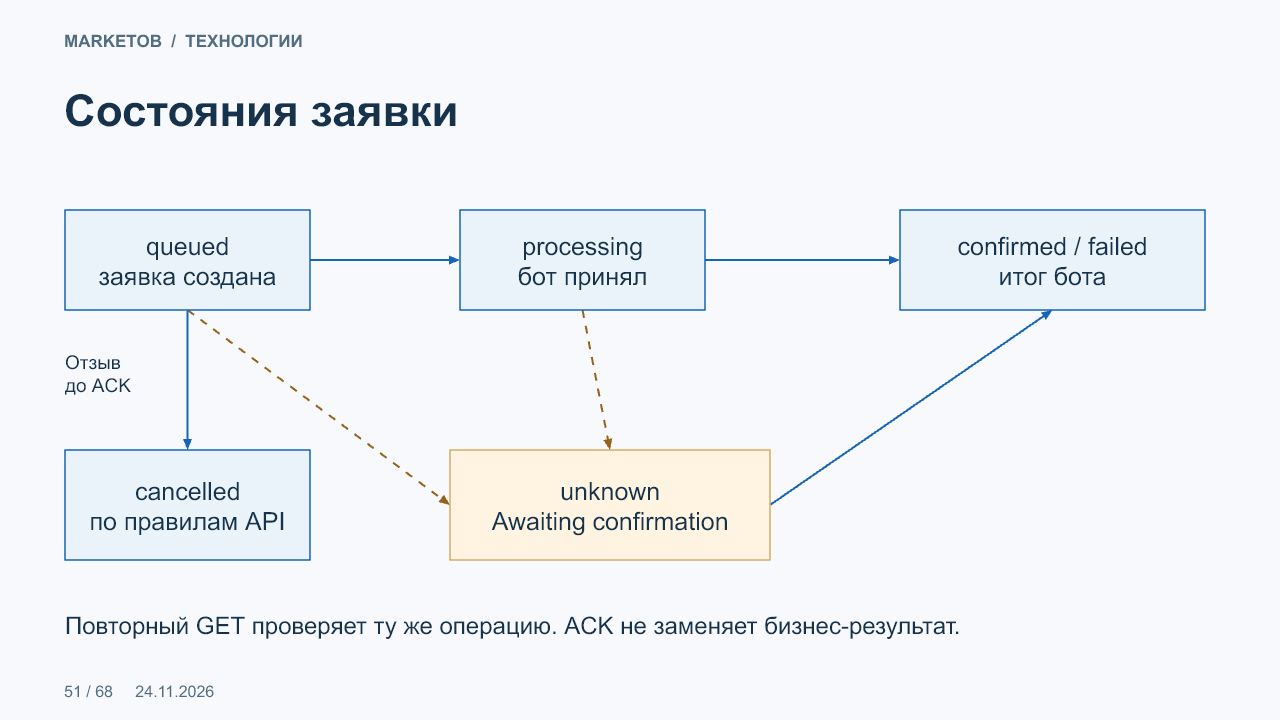 MARKETOB / ТЕХНОЛОГИИ
Состояния заявки
queued
заявка создана
processing
бот принял
confirmed / failed
итог бота
Отзыв
до ACK
cancelled
по правилам API
unknown
Awaiting confirmation
Повторный GET проверяет ту же операцию. ACK не заменяет бизнес-результат.
51 / 68 24.11.2026